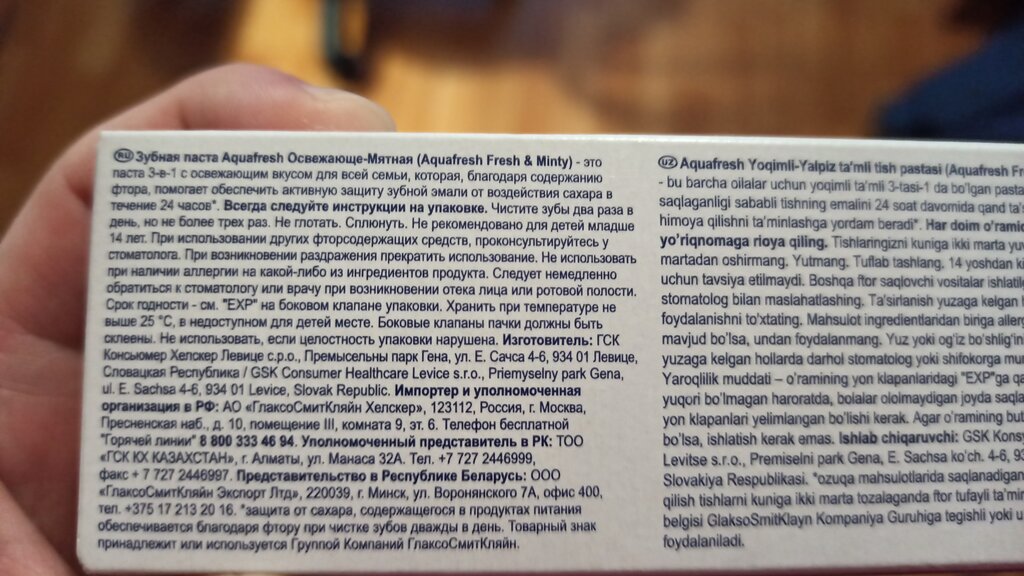 RU Зубная паста Aquafresh Освежающе-Мятная (Aquafresh Fresh & Minty) - это
паста 3-в-1 с освежающим вкусом для всей семьи, которая, благодаря содержанию
фтора, помогает обеспечить активную защиту зубной эмали от воздействия сахара в
течение 24 часов*. Всегда следуйте инструкции на упаковке. Чистите зубы два раза в
день, но не более трех раз. Не глотать. Сплюнуть. Не рекомендовано для детей младше
14 лет. При использовании других фторсодержащих средств, проконсультируйтесь у
стоматолога. При возникновении раздражения прекратить использование. Не использовать
при наличии аллергии на какой-либо из ингредиентов продукта. Следует немедленно
обратиться к стоматологу или врачу при возникновении отека лица или ротовой полости.
Срок годности - см. "EXP" на боковом клапане упаковки. Хранить при температуре не
выше 25 °C, в недоступном для детей месте. Боковые клапаны пачки должны быть
склеены. Не использовать, если целостность упаковки нарушена. Изготовитель: ГСК
Консьюмер Хелскер Левице с.р.о., Премысельны парк Гена, ул. Е. Сачса 4-6, 934 01 Левице,
Словацкая Республика / GSK Consumer Healthcare Levice s.r.o., Priemyselny park Gena,
ul. E. Sachsa 4-6, 934 01 Levice, Slovak Republic. Импортер и уполномоченная
организация в РФ: АО «ГлаксоСмитКляйн Хелскер», 123112, Россия, г. Москва,
Пресненская наб., д. 10, помещение III, комната 9, эт. 6. Телефон бесплатной
"Горячей линии" 8 800 333 46 94. Уполномоченный представитель в РК: ТОО
«ГСК КХ КАЗАХСТАН», г. Алматы, ул. Манаса 32А. Тел. +7 727 2446999,
факс + 7 727 2446997. Представительство в Республике Беларусь: ООО
«ГлаксоСмитКляйн Экспорт Лтд», 220039, г. Минск, ул. Воронянского 7А, офис 400,
тел. +375 17 213 20 16. *защита от сахара, содержащегося в продуктах питания
обеспечивается благодаря фтору при чистке зубов дважды в день. Товарный знак
принадлежит или используется Группой Компаний ГлаксоСмитКляйн.
UZ Aquafresh Yoqimli-Yalpiz ta'mli tish pastasi (Aquafresh Fr
- bu barcha oilalar uchun yoqimli ta'mli 3-tasi-1 da bo'lgan pasta
saqlaganligi sababli tishning emalini 24 soat davomida qand ta's
himoya qilishni ta'minlashga yordam beradi*. Har doim o'ramid
yo'riqnomaga rioya qiling. Tishlaringizni kuniga ikki marta yuv
martadan oshirmang. Yutmang. Tuflab tashlang. 14 yoshdan ki
uchun tavsiya etilmaydi. Boshqa ftor saqlovchi vositalar ishlatil
stomatolog bilan maslahatlashing. Ta'sirlanish yuzaga kelgan
foydalanishni to'xtating. Mahsulot ingredientlaridan biriga aller
mavjud bo'lsa, undan foydalanmang. Yuz yoki og'iz bo'shlig'in
yuzaga kelgan hollarda darhol stomatolog yoki shifokorga mu
Yaroqlilik muddati – o'ramining yon klapanlaridagi "EXP"ga qa
yuqori bo'lmagan haroratda, bolalar ololmaydigan joyda saqla
yon klapanlari yelimlangan bo'lishi kerak. Agar o'ramining but
bo'lsa, ishlatish kerak emas. Ishlab chiqaruvchi: GSK Kons
Levitse s.r.o., Premiselni park Gena, E. Sachsa ko'ch. 4-6, 93
Slovakiya Respublikasi. *ozuqa mahsulotlarida saqlanadigan
qilish tishlarni kuniga ikki marta tozalaganda ftor tufayli ta'min
belgisi GlaksoSmitKlayn Kompaniya Guruhiga tegishli yoki u
foydalaniladi.